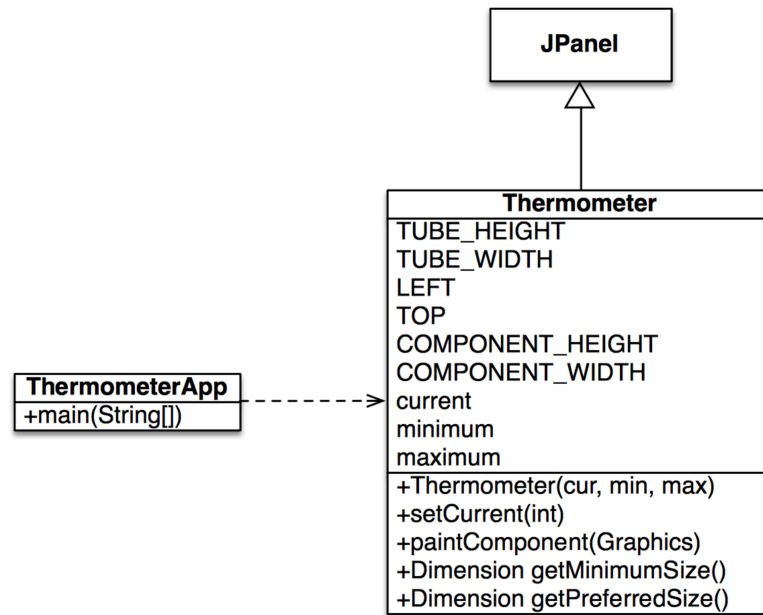 JPanel
Thermometer
TUBE_HEIGHT
TUBE_WIDTH
LEFT
TOP
COMPONENT_HEIGHT
COMPONENT_WIDTH
current
minimum
maximum
+Thermometer(cur, min, max)
+setCurrent(int)
+paintComponent(Graphics)
+Dimension getMinimumSize()
+Dimension getPreferredSize()
ThermometerApp
+main(String[])